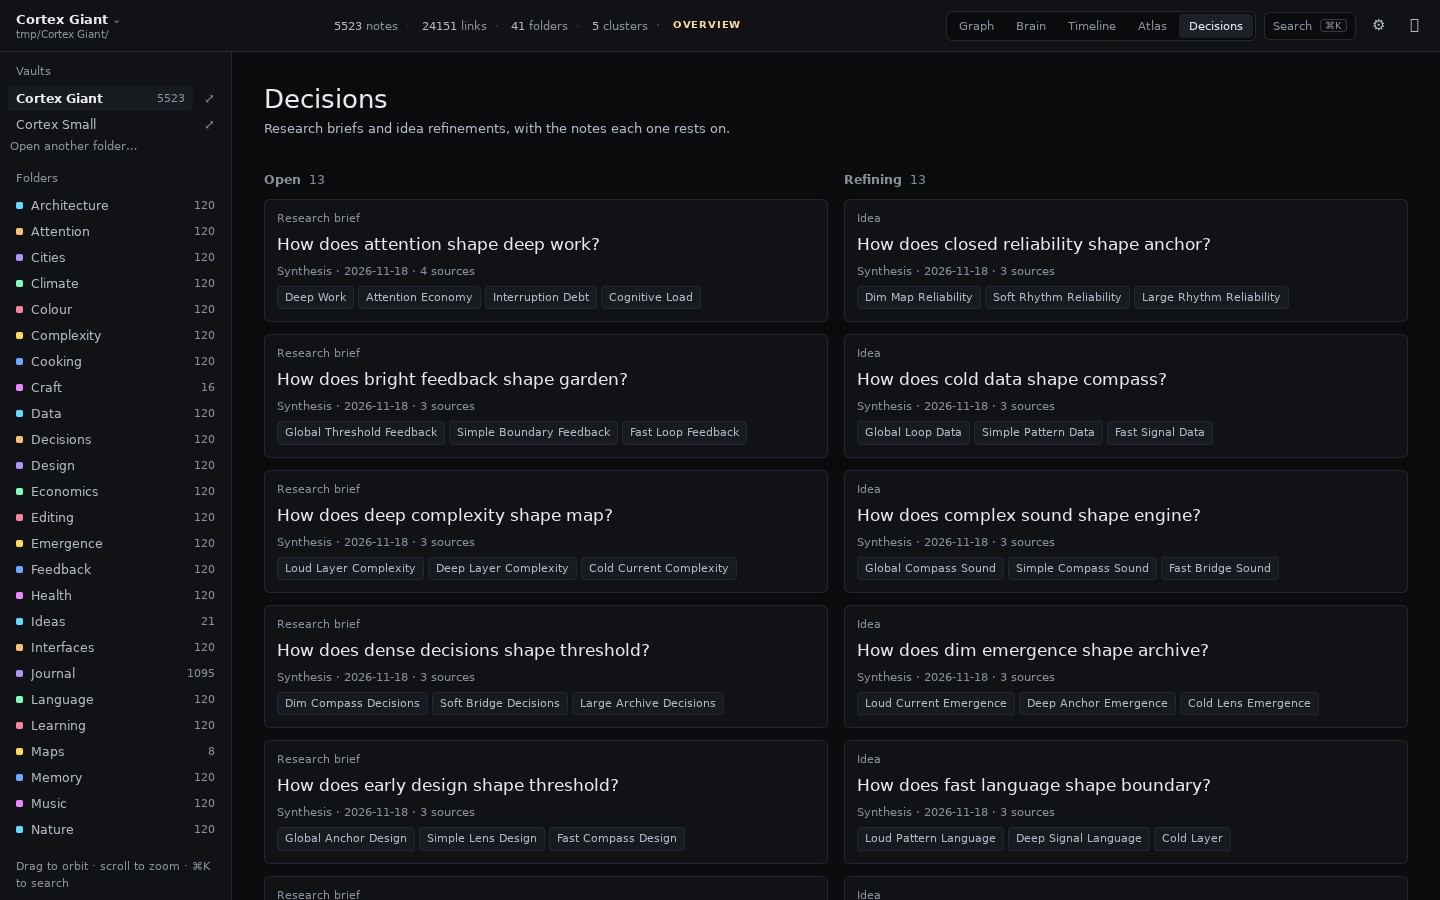 Cortex Giant
tmp/Cortex Giant/
5523 notes · 24151 links · 41 folders · 5 clusters · OVERVIEW
Graph Brain Timeline Atlas Decisions Search ⌘K
Vaults
Cortex Giant 5523
Cortex Small
Open another folder...
Folders
Architecture 120
Attention 120
Cities 120
Climate 120
Colour 120
Complexity 120
Cooking 120
Craft 16
Data 120
Decisions 120
Design 120
Economics 120
Editing 120
Emergence 120
Feedback 120
Health 120
Ideas 21
Interfaces 120
Journal 1095
Language 120
Learning 120
Maps 8
Memory 120
Music 120
Nature 120
Drag to orbit · scroll to zoom · ⌘K
to search
Decisions
Research briefs and idea refinements, with the notes each one rests on.
Open 13
Research brief
How does attention shape deep work?
Synthesis · 2026-11-18 · 4 sources
Deep Work Attention Economy Interruption Debt Cognitive Load
Research brief
How does bright feedback shape garden?
Synthesis · 2026-11-18 · 3 sources
Global Threshold Feedback Simple Boundary Feedback Fast Loop Feedback
Research brief
How does deep complexity shape map?
Synthesis · 2026-11-18 · 3 sources
Loud Layer Complexity Deep Layer Complexity Cold Current Complexity
Research brief
How does dense decisions shape threshold?
Synthesis · 2026-11-18 · 3 sources
Dim Compass Decisions Soft Bridge Decisions Large Archive Decisions
Research brief
How does early design shape threshold?
Synthesis · 2026-11-18 · 3 sources
Global Anchor Design Simple Lens Design Fast Compass Design
Research brief
Refining 13
Idea
How does closed reliability shape anchor?
Synthesis · 2026-11-18 · 3 sources
Dim Map Reliability Soft Rhythm Reliability Large Rhythm Reliability
Idea
How does cold data shape compass?
Synthesis · 2026-11-18 · 3 sources
Global Loop Data Simple Pattern Data Fast Signal Data
Idea
How does complex sound shape engine?
Synthesis · 2026-11-18 · 3 sources
Global Compass Sound Simple Compass Sound Fast Bridge Sound
Idea
How does dim emergence shape archive?
Synthesis · 2026-11-18 · 3 sources
Loud Current Emergence Deep Anchor Emergence Cold Lens Emergence
Idea
How does fast language shape boundary?
Synthesis · 2026-11-18 · 3 sources
Loud Pattern Language Deep Signal Language Cold Layer
Idea